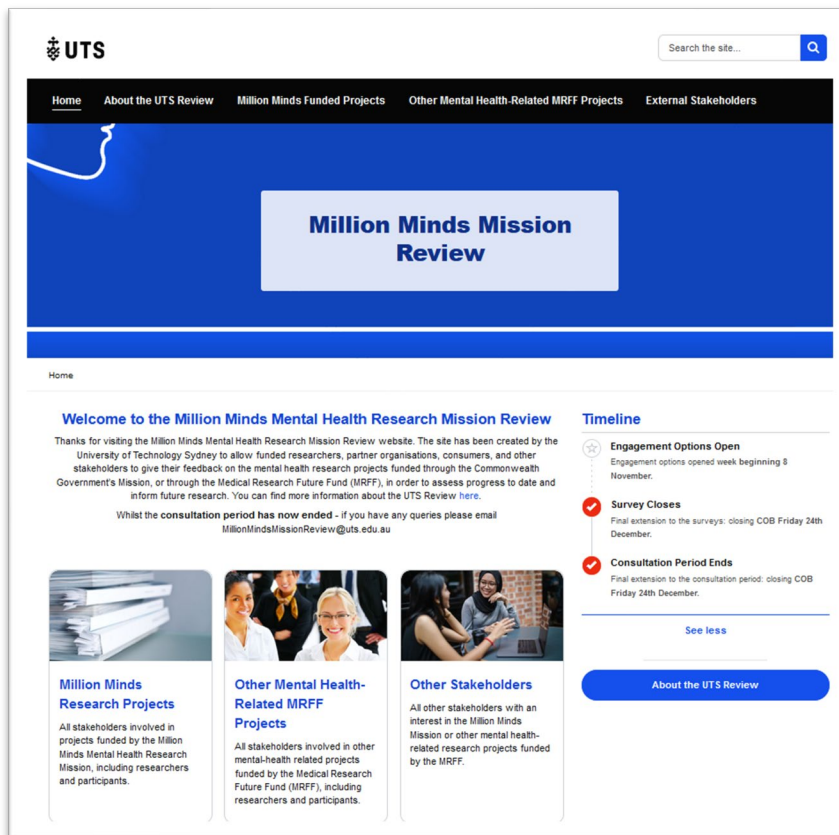 UTS
Search the site...
Home About the UTS Review Million Minds Funded Projects Other Mental Health-Related MRFF Projects External Stakeholders
Million Minds Mission
Review
Home
Welcome to the Million Minds Mental Health Research Mission Review
Thanks for visiting the Million Minds Mental Health Research Mission Review website. The site has been created by the
University of Technology Sydney to allow funded researchers, partner organisations, consumers, and other
stakeholders to give their feedback on the mental health research projects funded through the Commonwealth
Government's Mission, or through the Medical Research Future Fund (MRFF), in order to assess progress to date and
inform future research. You can find more information about the UTS Review here.
Whilst the consultation period has now ended - if you have any queries please email
MillionMindsMissionReview@uts.edu.au
Million Minds
Research Projects
All stakeholders involved in
projects funded by the Million
Minds Mental Health Research
Mission, including researchers
and participants.
Other Mental Health-
Related MRFF
Projects
All stakeholders involved in other
mental-health related projects
funded by the Medical Research
Future Fund (MRFF), including
researchers and participants.
Other Stakeholders
All other stakeholders with an
interest in the Million Minds
Mission or other mental health-
related research projects funded
by the MRFF.
Timeline
Engagement Options Open
Engagement options opened week beginning 8
November.
Survey Closes
Final extension to the surveys: closing COB Friday 24th
December.
Consultation Period Ends
Final extension to the consultation period: closing COB
Friday 24th December.
See less
About the UTS Review